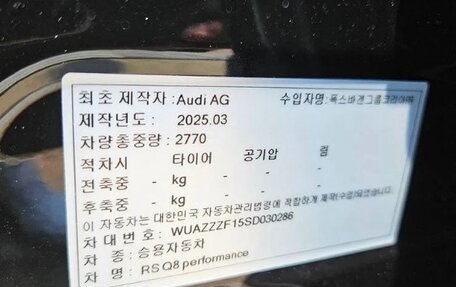 최초 제작자 : Audi AG 수입자명 : 폭스바겐그룹코리아㈜
제작년도 : 2025.03
차량총중량 : 2770
적차시 타이어 공기압 림
전축중 - kg - -
후축중 - kg - -
이 자동차는 대한민국 자동차관리법령에 적합하게 제작(수입)되었습니다
차 대 번 호 : WUAZZZF15SD030286
차 종 : 승용자동차
차 명 : RS Q8 performance